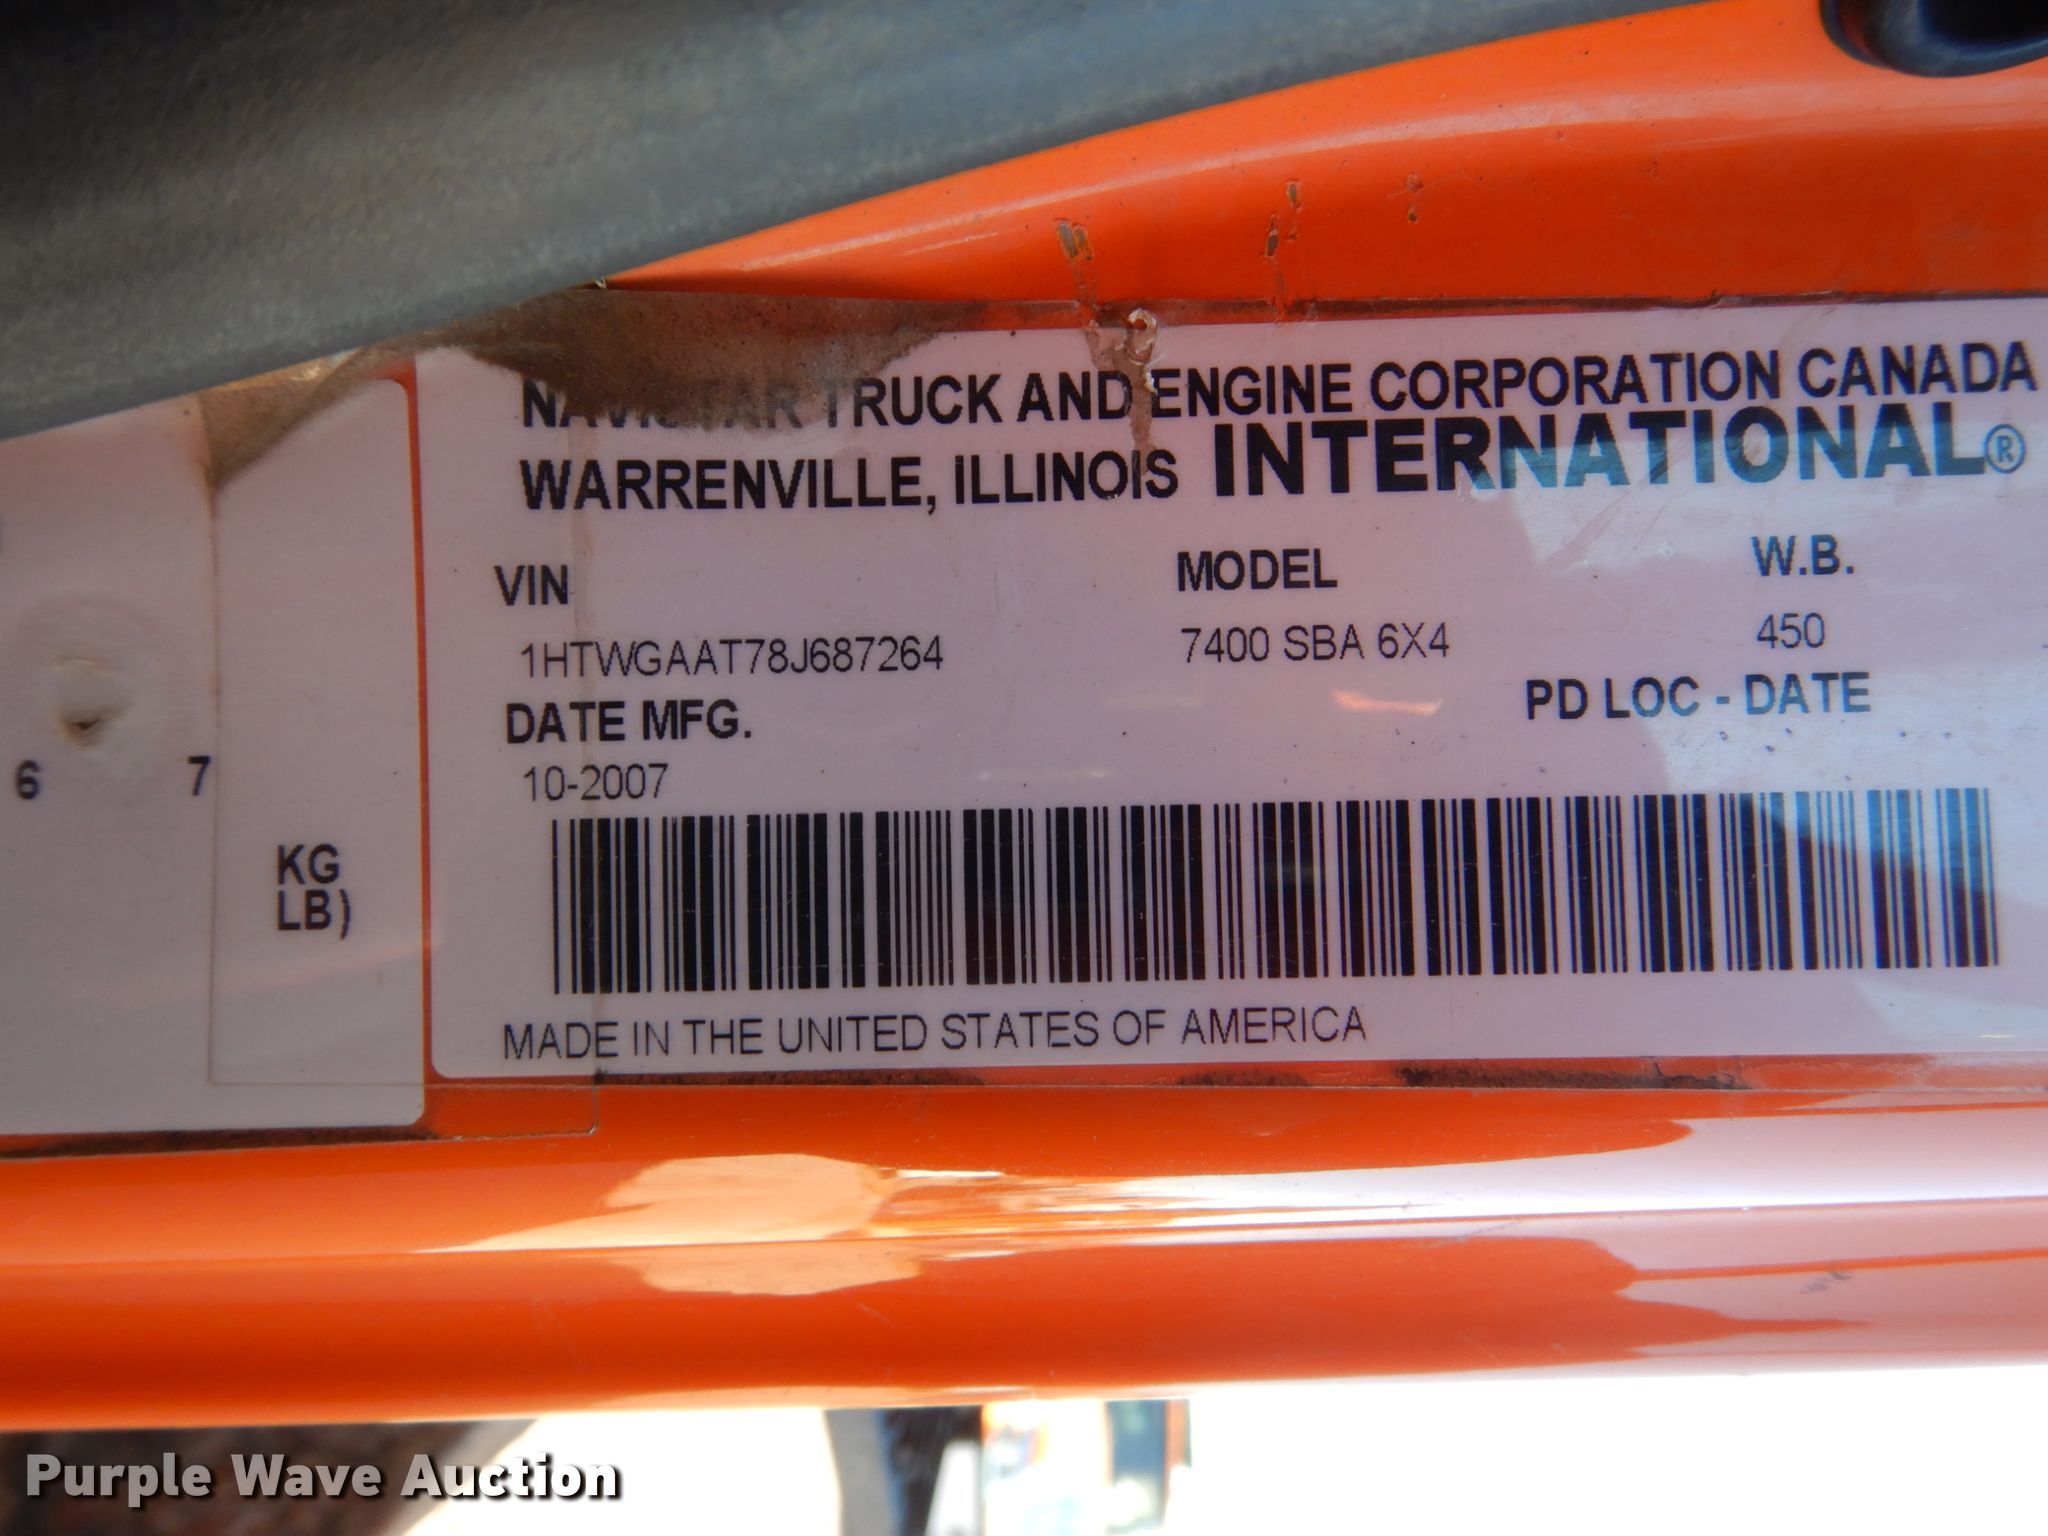 NAVISTAR TRUCK AND ENGINE CORPORATION CANADA
WARRENVILLE, ILLINOIS INTERNATIONAL®
VIN MODEL W.B.
1HTWGAAT78J687264 7400 SBA 6X4 450
DATE MFG. PD LOC - DATE
10-2007
MADE IN THE UNITED STATES OF AMERICA
6 7
KG
LB)
Purple Wave Auction